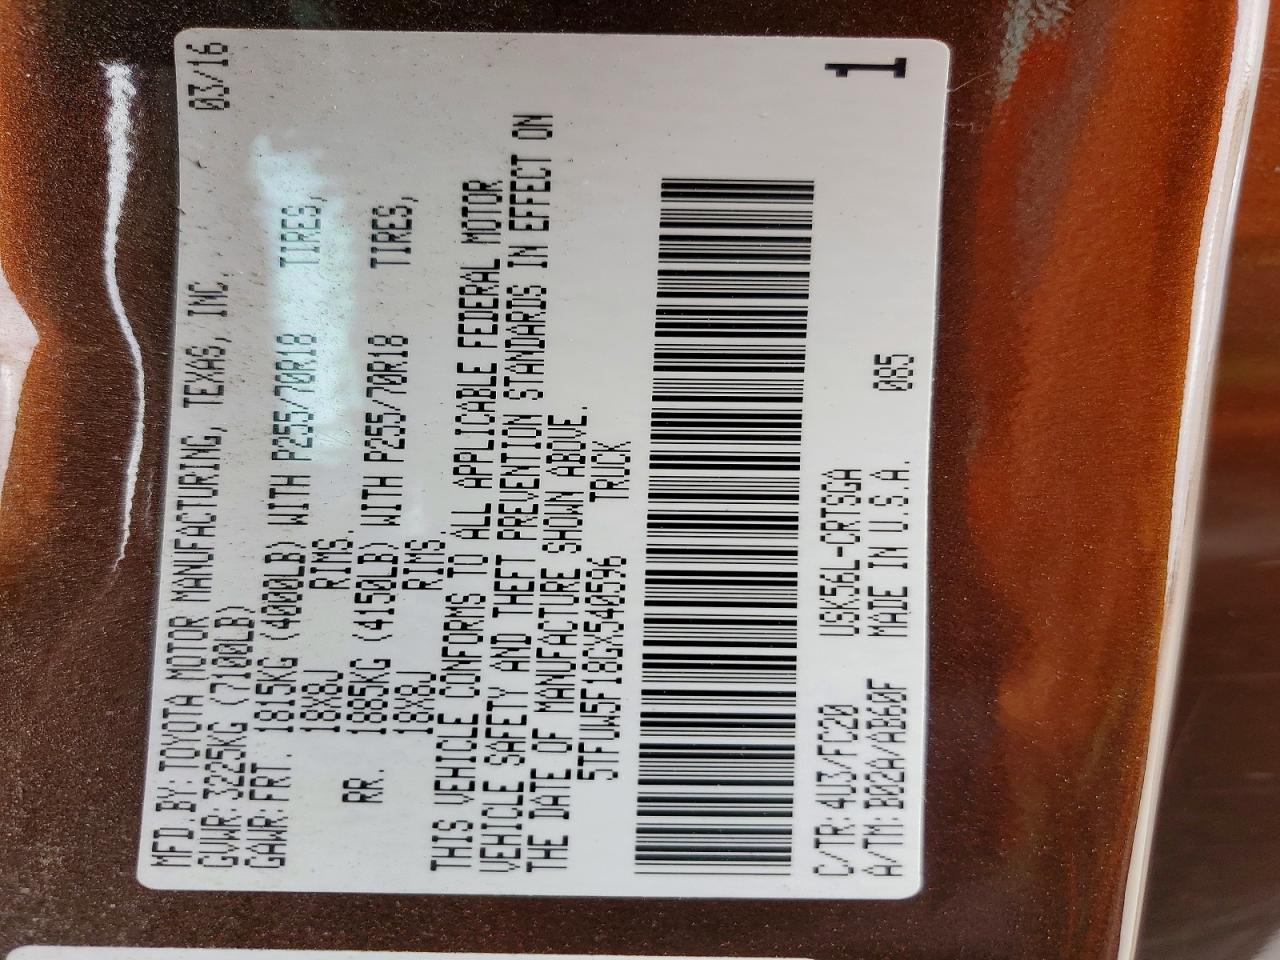 MFD. BY: TOYOTA MOTOR MANUFACTURING, TEXAS, INC. 03/16
GVWR: 3225KG (7100LB)
GAWR: FRT. 1815KG (4000LB) WITH P255/70R18 TIRES,
18X8J RIMS,
RR. 1885KG (4150LB) WITH P255/70R18 TIRES,
18X8J RIMS,
THIS VEHICLE CONFORMS TO ALL APPLICABLE FEDERAL MOTOR
VEHICLE SAFETY AND THEFT PREVENTION STANDARDS IN EFFECT ON
THE DATE OF MANUFACTURE SHOWN ABOVE.
5TFUW5F18GX540596 TRUCK
C/TR: 4U3/FC20 USK56L-CRTSGA
A/TM: B02A/AB60F MADE IN U.S.A. 085
1